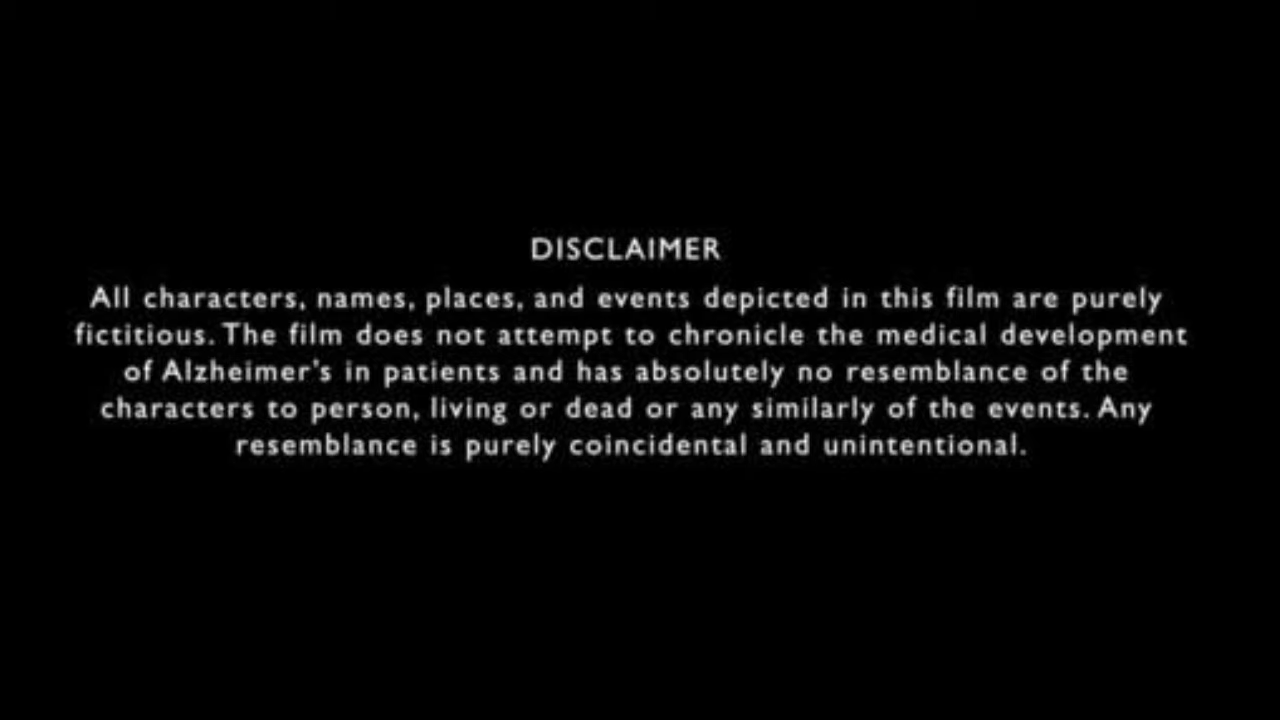 DISCLAIMER
All characters, names, places, and events depicted in this film are purely
fictitious. The film does not attempt to chronicle the medical development
of Alzheimer's in patients and has absolutely no resemblance of the
characters to person, living or dead or any similarly of the events. Any
resemblance is purely coincidental and unintentional.